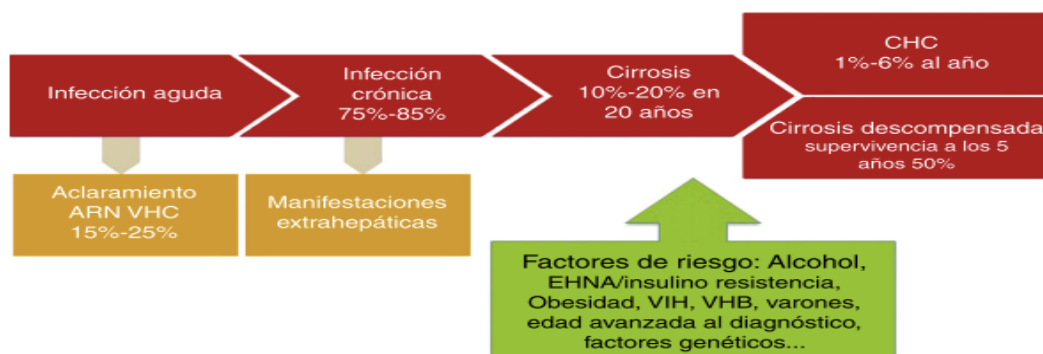 Infección aguda
Infección
crónica
75%-85%
Cirrosis
10%-20% en
20 años
CHC
1%-6% al año
Cirrosis descompensada
supervivencia a los 5
años 50%
Aclaramiento
ARN VHC
15%-25%
Manifestaciones
extrahepáticas
Factores de riesgo: Alcohol,
EHNA/insulino resistencia,
Obesidad, VIH, VHB, varones,
edad avanzada al diagnóstico,
factores genéticos...